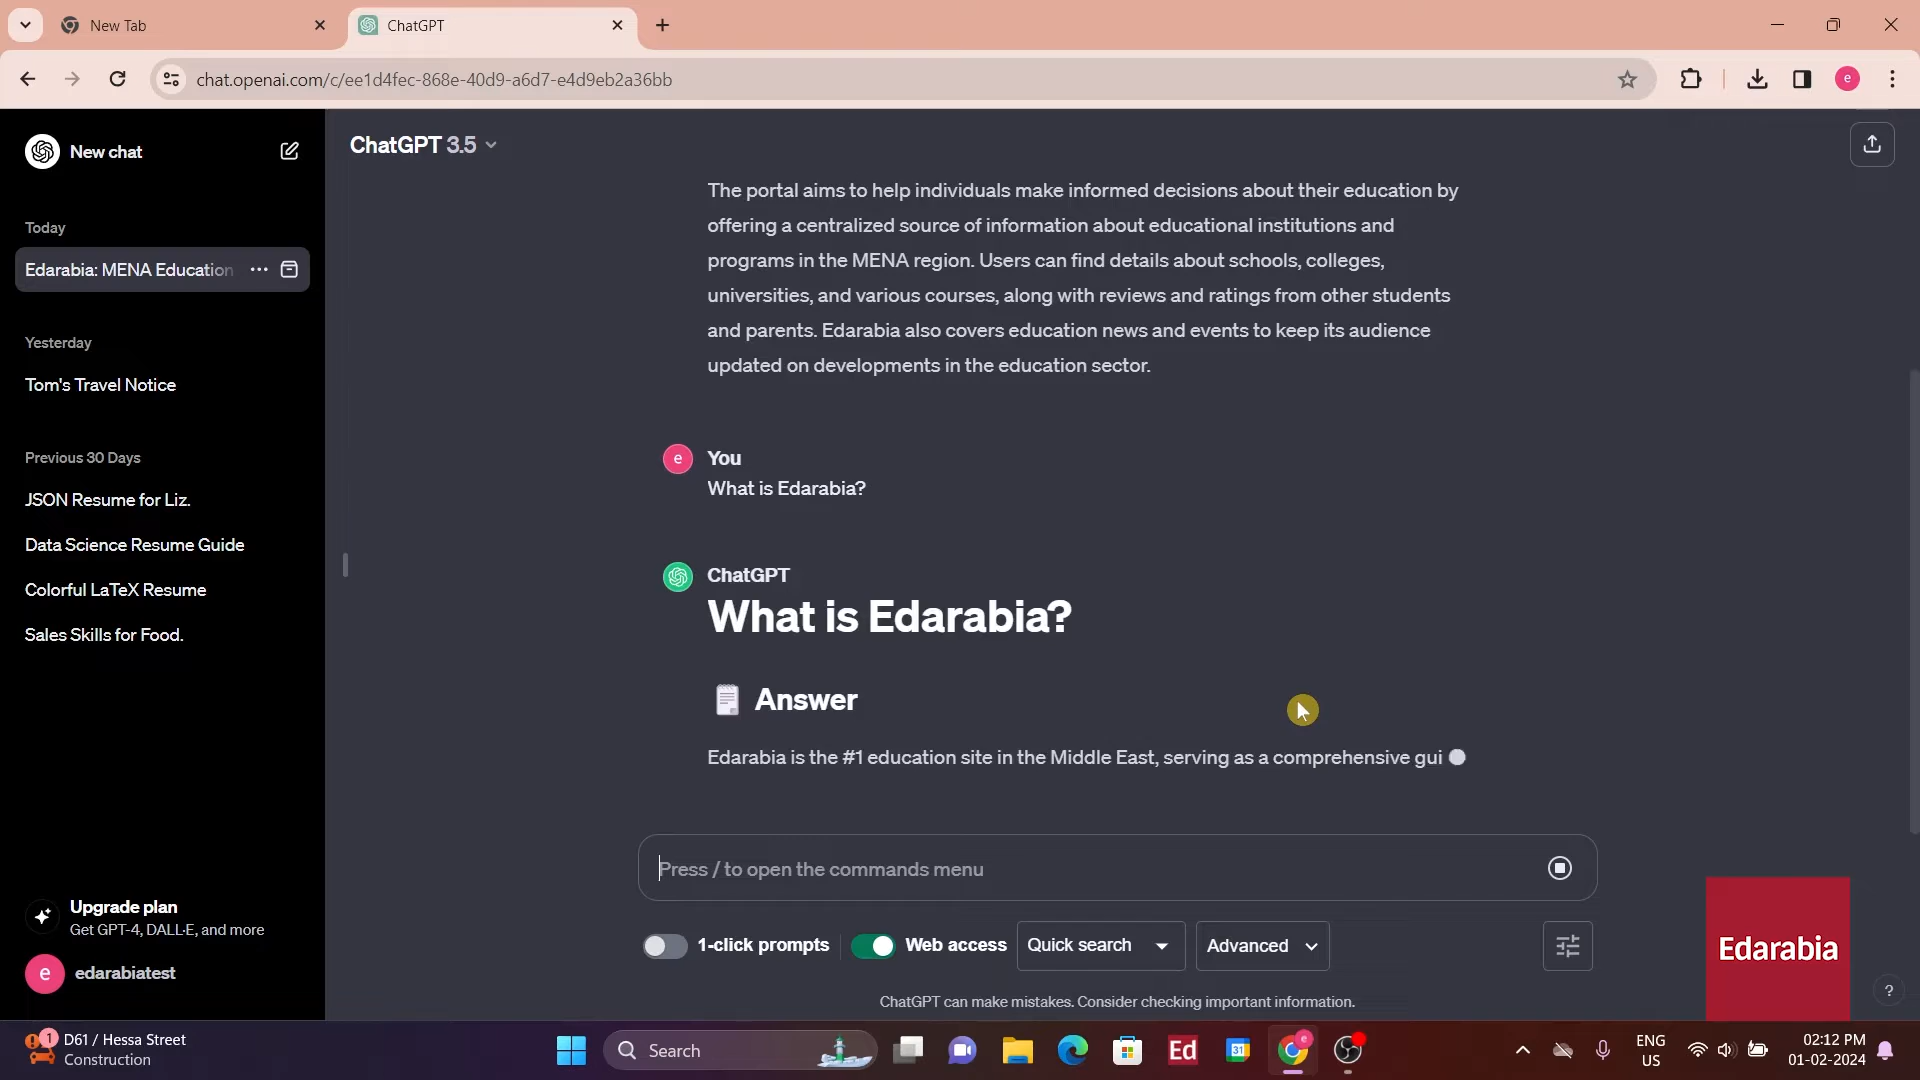 New Tab
ChatGPT
chat.openai.com/c/ee1d4fec-868e-40d9-a6d7-e4d9eb2a36bb
e
New chat
Today
Edarabia: MENA Education
Yesterday
Tom's Travel Notice
Previous 30 Days
JSON Resume for Liz.
Data Science Resume Guide
Colorful LaTeX Resume
Sales Skills for Food.
Upgrade plan
Get GPT-4, DALL·E, and more
e
edarabiatest
ChatGPT 3.5
The portal aims to help individuals make informed decisions about their education by
offering a centralized source of information about educational institutions and
programs in the MENA region. Users can find details about schools, colleges,
universities, and various courses, along with reviews and ratings from other students
and parents. Edarabia also covers education news and events to keep its audience
updated on developments in the education sector.
e
You
What is Edarabia?
ChatGPT
What is Edarabia?
Answer
Edarabia is the #1 education site in the Middle East, serving as a comprehensive gui
Press / to open the commands menu
1-click prompts
Web access
Quick search
Advanced
ChatGPT can make mistakes. Consider checking important information.
Edarabia
?
1
D61 / Hessa Street
Construction
Search
Ed
31
e
ENG
US
02:12 PM
01-02-2024